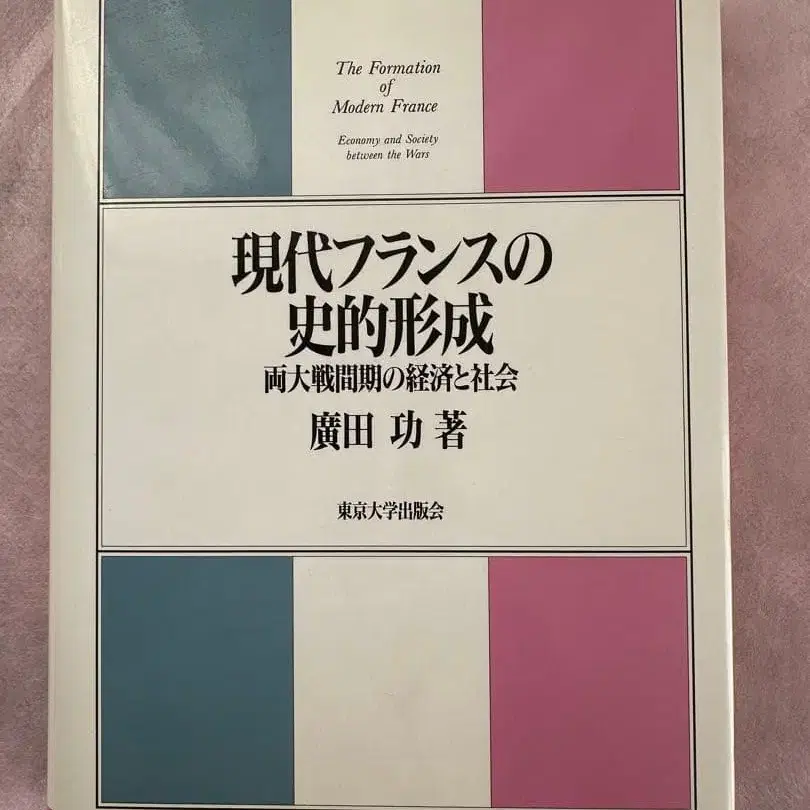 The Formation
of
Modern France
Economy and Society
between the Wars
現代フランスの
史的形成
両大戦間期の経済と社会
廣田 功 著
東京大学出版会